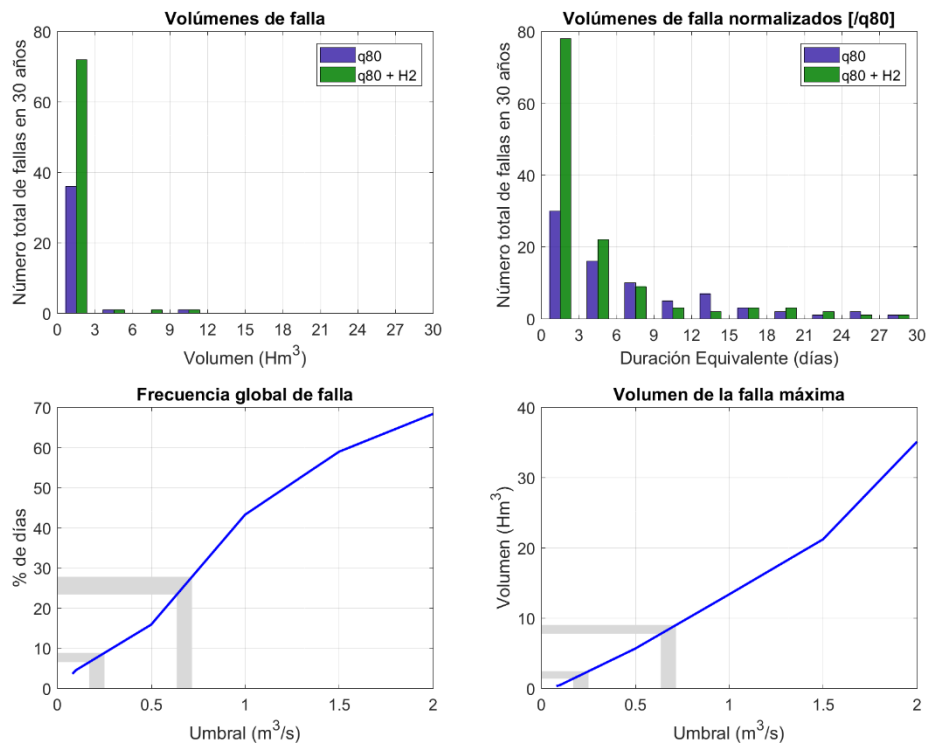 Volúmenes de falla
Número total de fallas en 30 años
80
60
40
20
0
q80
q80 + H2
0 3 6 9 12 15 18 21 24 27 30
Volumen (Hm³)
Volúmenes de falla normalizados [/q80]
Número total de fallas en 30 años
80
60
40
20
0
q80
q80 + H2
0 3 6 9 12 15 18 21 24 27 30
Duración Equivalente (días)
Frecuencia global de falla
% de días
70
60
50
40
30
20
10
0
0 0.5 1 1.5 2
Umbral (m³/s)
Volumen de la falla máxima
Volumen (Hm³)
40
30
20
10
0
0 0.5 1 1.5 2
Umbral (m³/s)